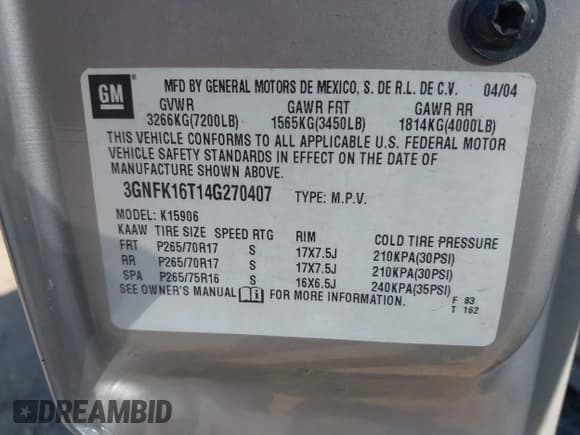 GM ®
MFD BY GENERAL MOTORS DE MEXICO, S. DE R.L. DE C.V. 04/04
GVWR GAWR FRT GAWR RR
3266KG(7200LB) 1565KG(3450LB) 1814KG(4000LB)
THIS VEHICLE CONFORMS TO ALL APPLICABLE U.S. FEDERAL MOTOR
VEHICLE SAFETY STANDARDS IN EFFECT ON THE DATE OF
MANUFACTURE SHOWN ABOVE.
3GNFK16T14G270407 TYPE: M.P.V.
MODEL: K15906
KAAW TIRE SIZE SPEED RTG RIM COLD TIRE PRESSURE
FRT P265/70R17 S 17X7.5J 210KPA(30PSI)
RR P265/70R17 S 17X7.5J 210KPA(30PSI)
SPA P265/75R16 S 16X6.5J 240KPA(35PSI)
SEE OWNER'S MANUAL FOR MORE INFORMATION.
F 83
T 162
DREAMBID